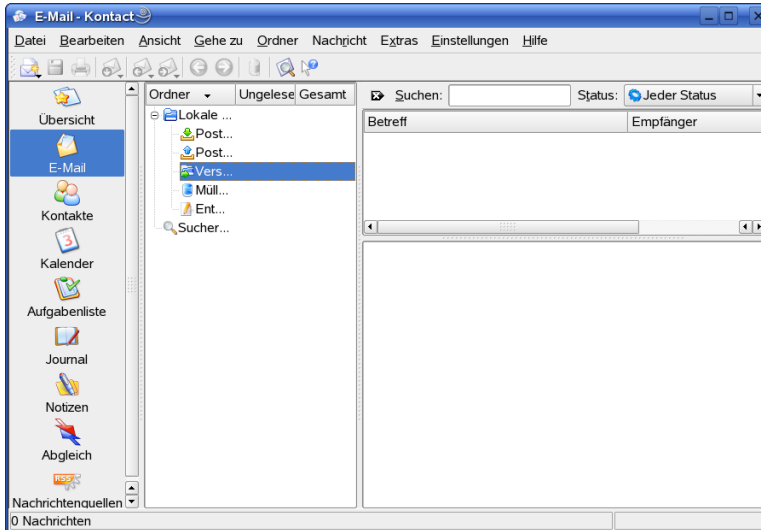 E-Mail - Kontact
Datei Bearbeiten Ansicht Gehe zu Ordner Nachricht Extras Einstellungen Hilfe
Übersicht
E-Mail
Kontakte
3
Kalender
Aufgabenliste
Journal
Notizen
Abgleich
RSS
Nachrichtenquellen
Ordner Ungelese Gesamt
Lokale ...
Post...
Post...
Vers...
Müll...
Ent...
Sucher...
Suchen: Status: Jeder Status
Betreff Empfänger
0 Nachrichten